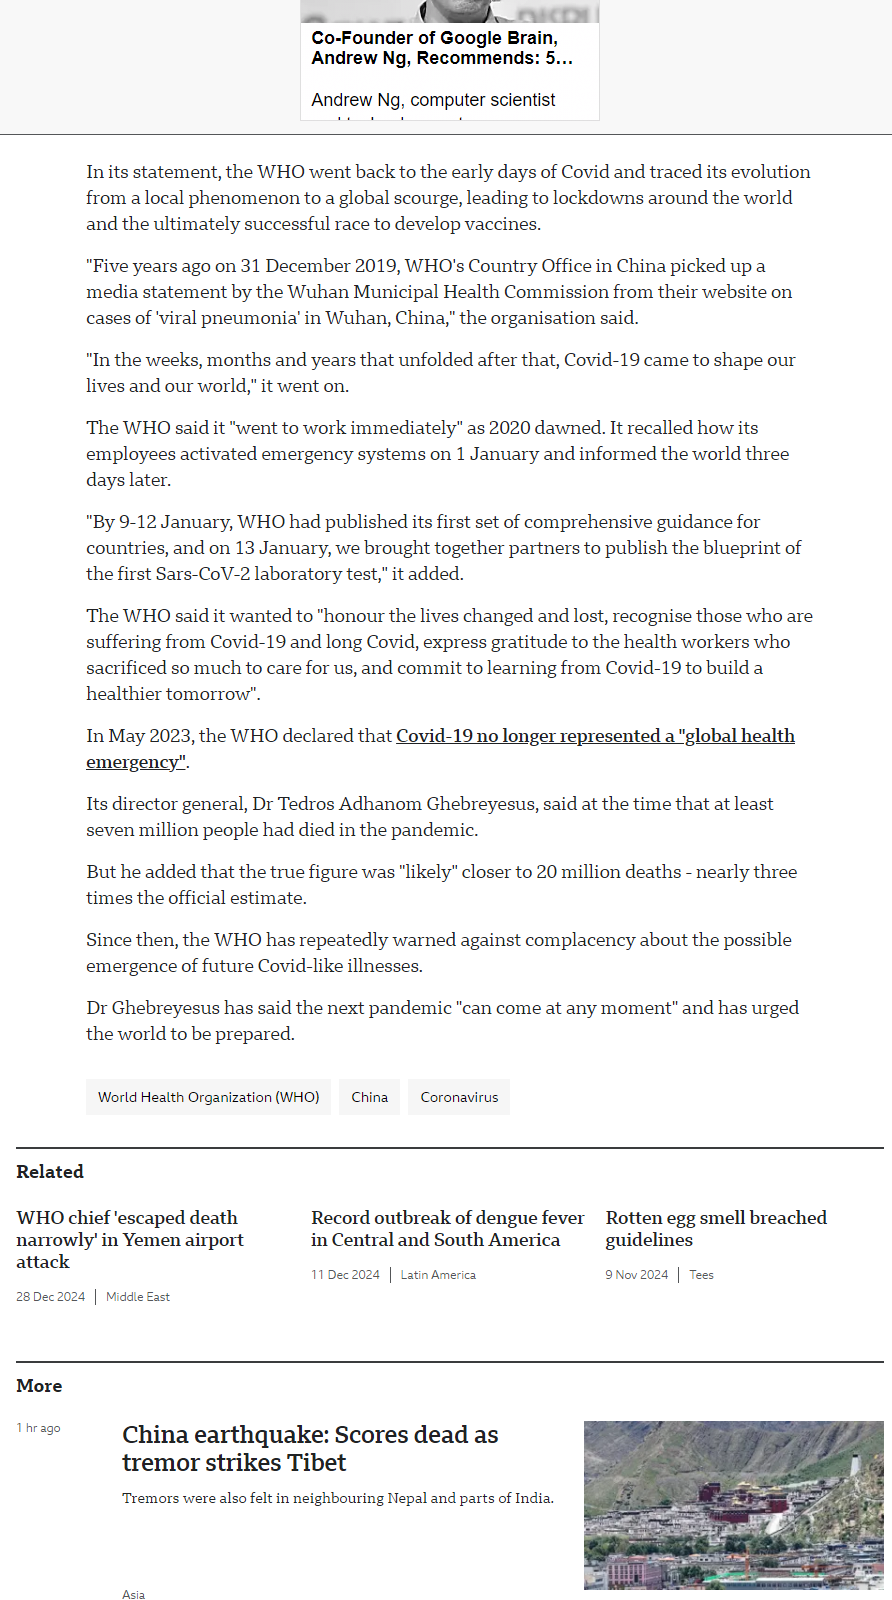 Co-Founder of Google Brain,
Andrew Ng, Recommends: 5...
Andrew Ng, computer scientist
In its statement, the WHO went back to the early days of Covid and traced its evolution
from a local phenomenon to a global scourge, leading to lockdowns around the world
and the ultimately successful race to develop vaccines.
"Five years ago on 31 December 2019, WHO's Country Office in China picked up a
media statement by the Wuhan Municipal Health Commission from their website on
cases of 'viral pneumonia' in Wuhan, China," the organisation said.
"In the weeks, months and years that unfolded after that, Covid-19 came to shape our
lives and our world," it went on.
The WHO said it "went to work immediately" as 2020 dawned. It recalled how its
employees activated emergency systems on 1 January and informed the world three
days later.
"By 9-12 January, WHO had published its first set of comprehensive guidance for
countries, and on 13 January, we brought together partners to publish the blueprint of
the first Sars-CoV-2 laboratory test," it added.
The WHO said it wanted to "honour the lives changed and lost, recognise those who are
suffering from Covid-19 and long Covid, express gratitude to the health workers who
sacrificed so much to care for us, and commit to learning from Covid-19 to build a
healthier tomorrow".
In May 2023, the WHO declared that Covid-19 no longer represented a "global health
emergency".
Its director general, Dr Tedros Adhanom Ghebreyesus, said at the time that at least
seven million people had died in the pandemic.
But he added that the true figure was "likely" closer to 20 million deaths - nearly three
times the official estimate.
Since then, the WHO has repeatedly warned against complacency about the possible
emergence of future Covid-like illnesses.
Dr Ghebreyesus has said the next pandemic "can come at any moment" and has urged
the world to be prepared.
World Health Organization (WHO) China Coronavirus
Related
WHO chief 'escaped death
narrowly' in Yemen airport
attack
28 Dec 2024 | Middle East
Record outbreak of dengue fever
in Central and South America
11 Dec 2024 | Latin America
Rotten egg smell breached
guidelines
9 Nov 2024 | Tees
More
1 hr ago
China earthquake: Scores dead as
tremor strikes Tibet
Tremors were also felt in neighbouring Nepal and parts of India.
Asia